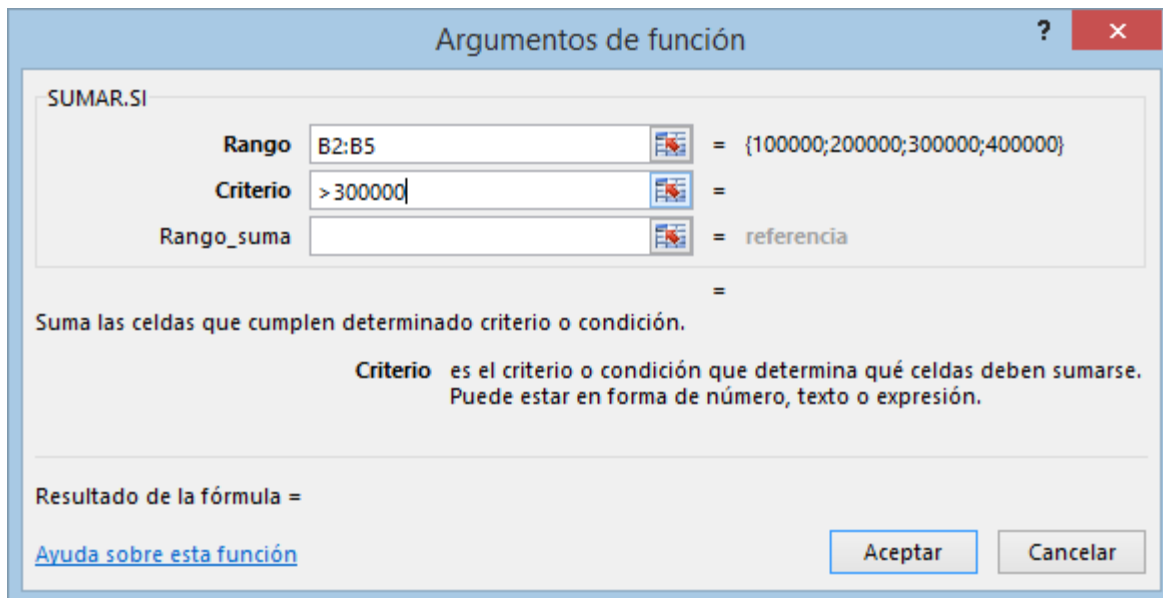 Argumentos de función
?
×
SUMAR.SI
Rango B2:B5 = {100000;200000;300000;400000}
Criterio >300000 =
Rango_suma = referencia
=
Suma las celdas que cumplen determinado criterio o condición.
Criterio es el criterio o condición que determina qué celdas deben sumarse.
Puede estar en forma de número, texto o expresión.
Resultado de la fórmula =
Ayuda sobre esta función
Aceptar
Cancelar